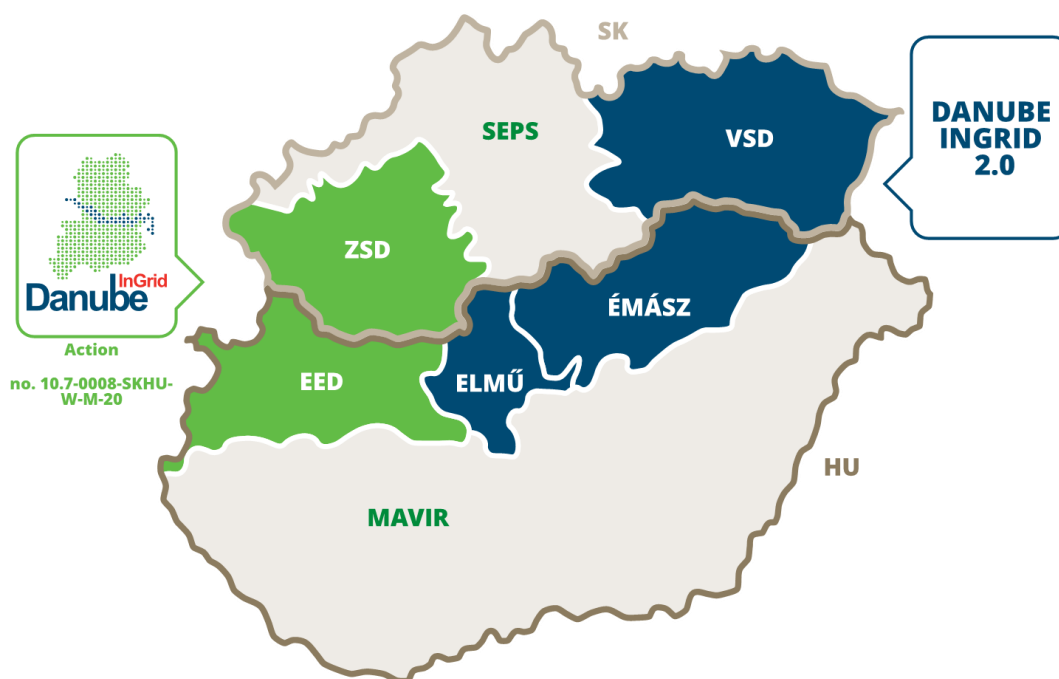 SK
SEPS
VSD
DANUBE
INGRID
2.0
InGrid
Danube
Action
no. 10.7-0008-SKHU-
W-M-20
ZSD
ÉMÁSZ
EED
ELMŰ
HU
MAVIR